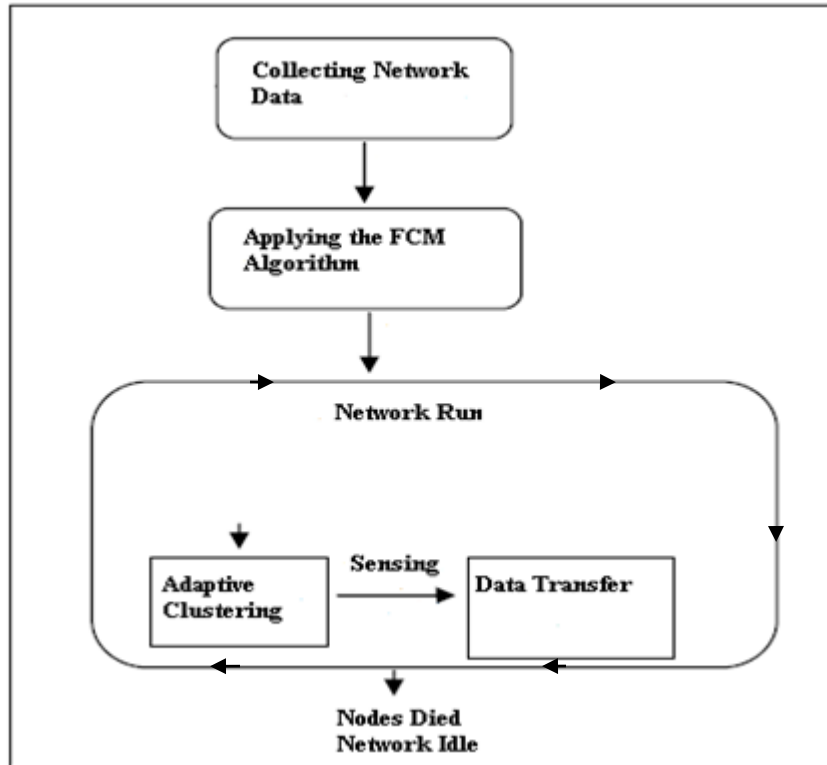 Collecting Network
Data
Applying the FCM
Algorithm
Network Run
Adaptive
Clustering
Sensing
Data Transfer
Nodes Died
Network Idle